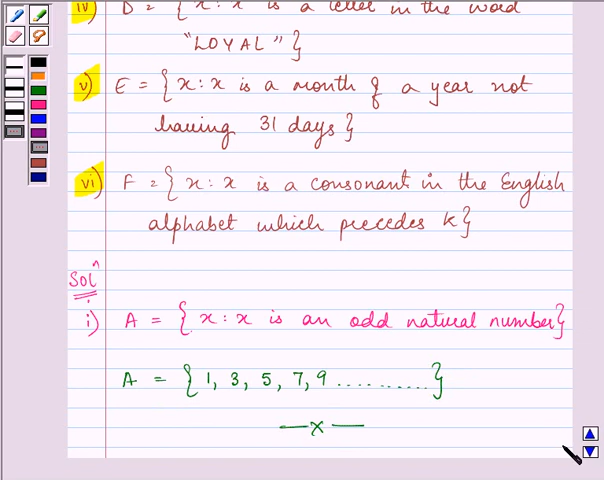 iv) D = { x : x is a letter in the word
"LOYAL" }
v) E = { x : x is a month of a year not
having 31 days }
vi) F = { x : x is a consonant in the English
alphabet which precedes k }
Solⁿ
i) A = { x : x is an odd natural number }
A = { 1, 3, 5, 7, 9 ........... }
— x —